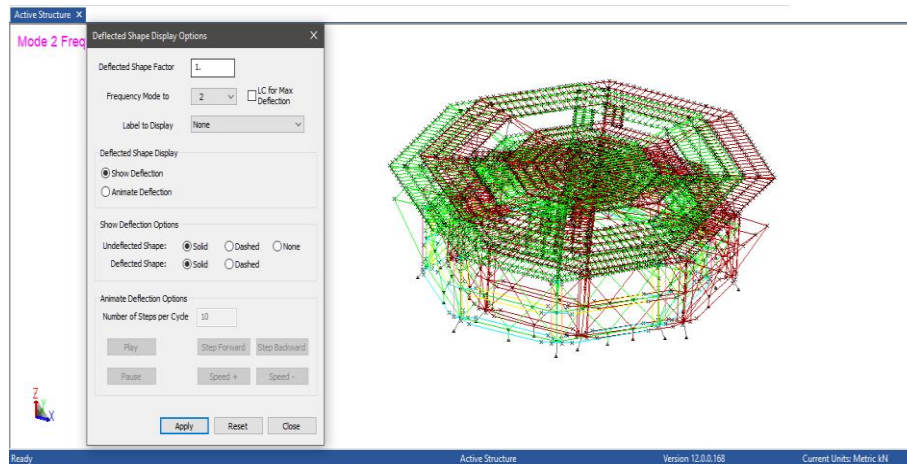 Active Structure ×
Mode 2 Freq
Deflected Shape Display Options X
Deflected Shape Factor 1.
Frequency Mode to 2 LC for Max Deflection
Label to Display None
Deflected Shape Display
Show Deflection
Animate Deflection
Show Deflection Options
Undeflected Shape: Solid Dashed None
Deflected Shape: Solid Dashed
Animate Deflection Options
Number of Steps per Cycle 10
Play Step Forward Step Backward
Pause Speed + Speed -
Apply Reset Close
Z
Y
X
Ready Active Structure Version 12.0.0.168 Current Units: Metric kN